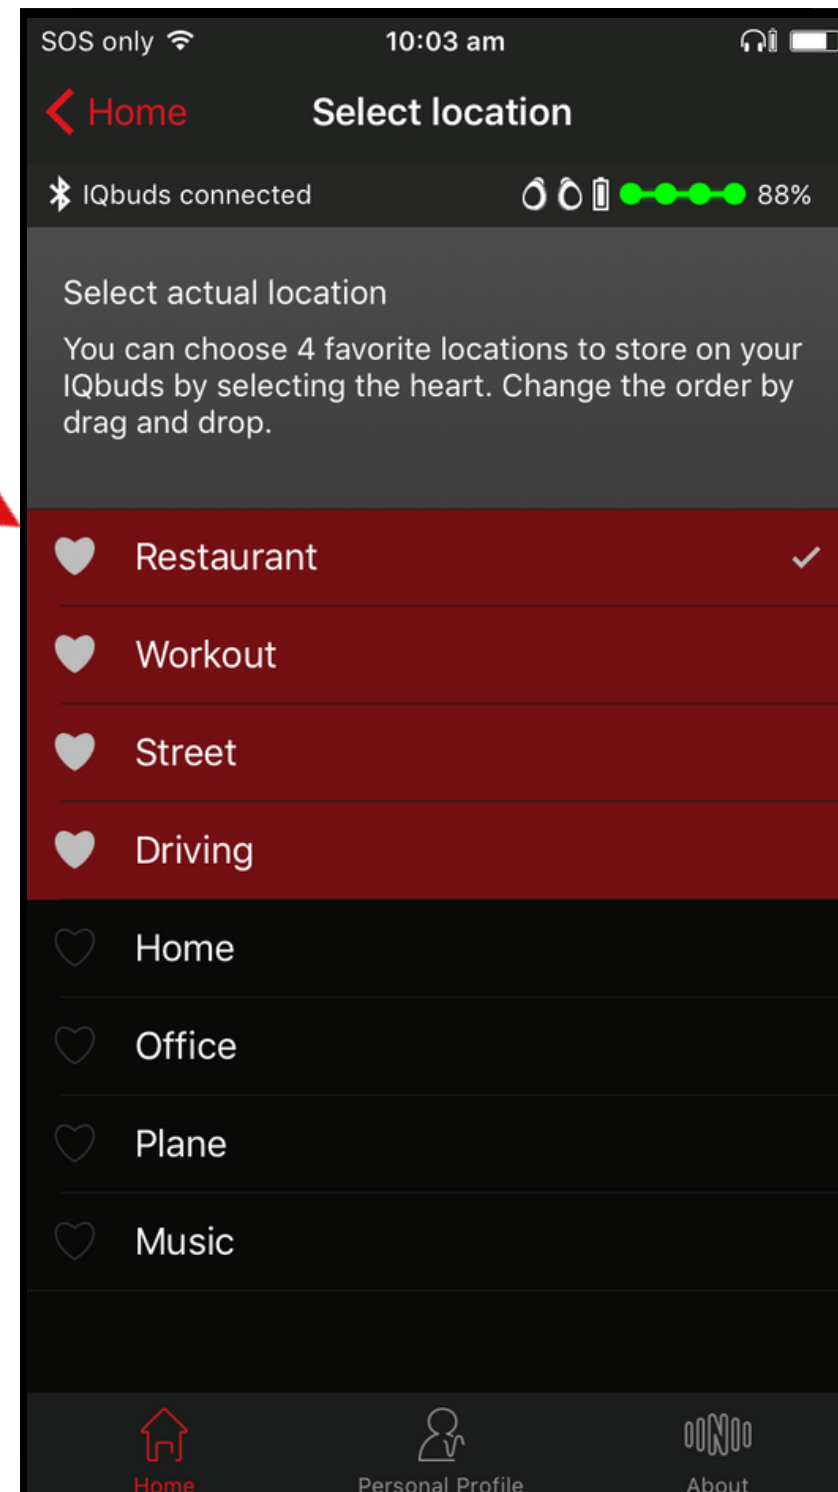 SOS only 10:03 am
Home Select location
IQbuds connected 88%
Select actual location
You can choose 4 favorite locations to store on your
IQbuds by selecting the heart. Change the order by
drag and drop.
Restaurant
Workout
Street
Driving
Home
Office
Plane
Music
Home Personal Profile About